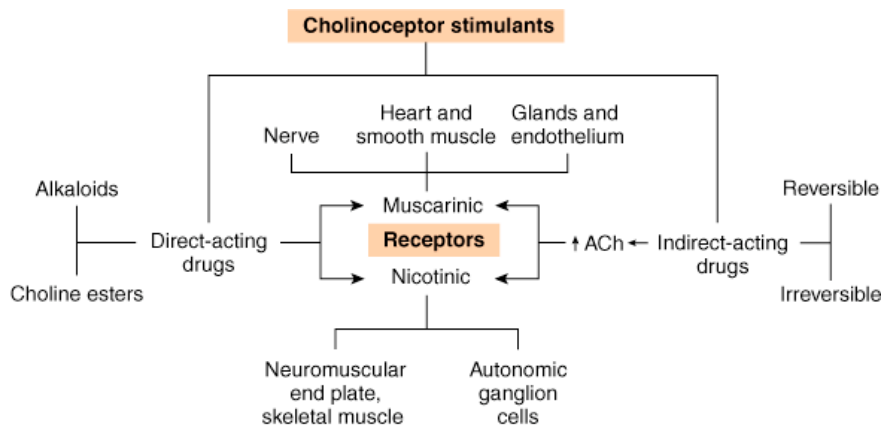 Cholinoceptor stimulants
Nerve
Heart and
smooth muscle
Glands and
endothelium
Alkaloids
Choline esters
Direct-acting
drugs
Muscarinic
Receptors
Nicotinic
↑ ACh
Indirect-acting
drugs
Reversible
Irreversible
Neuromuscular
end plate,
skeletal muscle
Autonomic
ganglion
cells